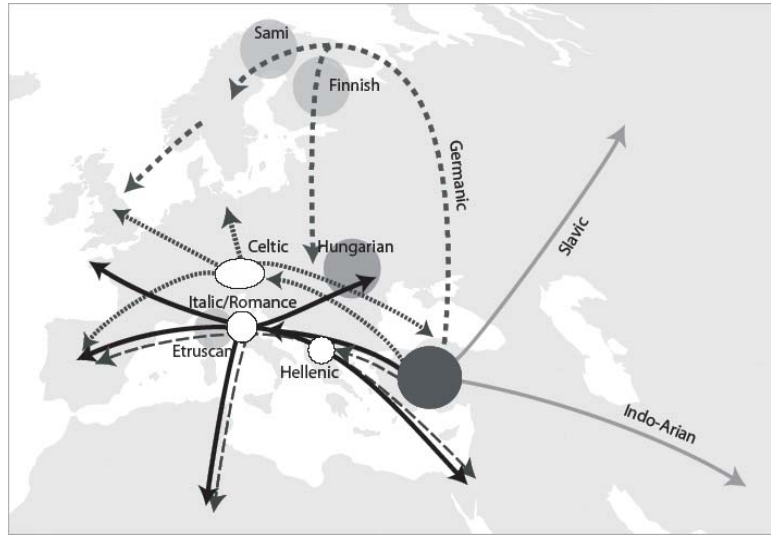 Sami
Finnish
Germanic
Slavic
Celtic
Hungarian
Italic/Romance
Etruscan
Hellenic
Indo-Arian